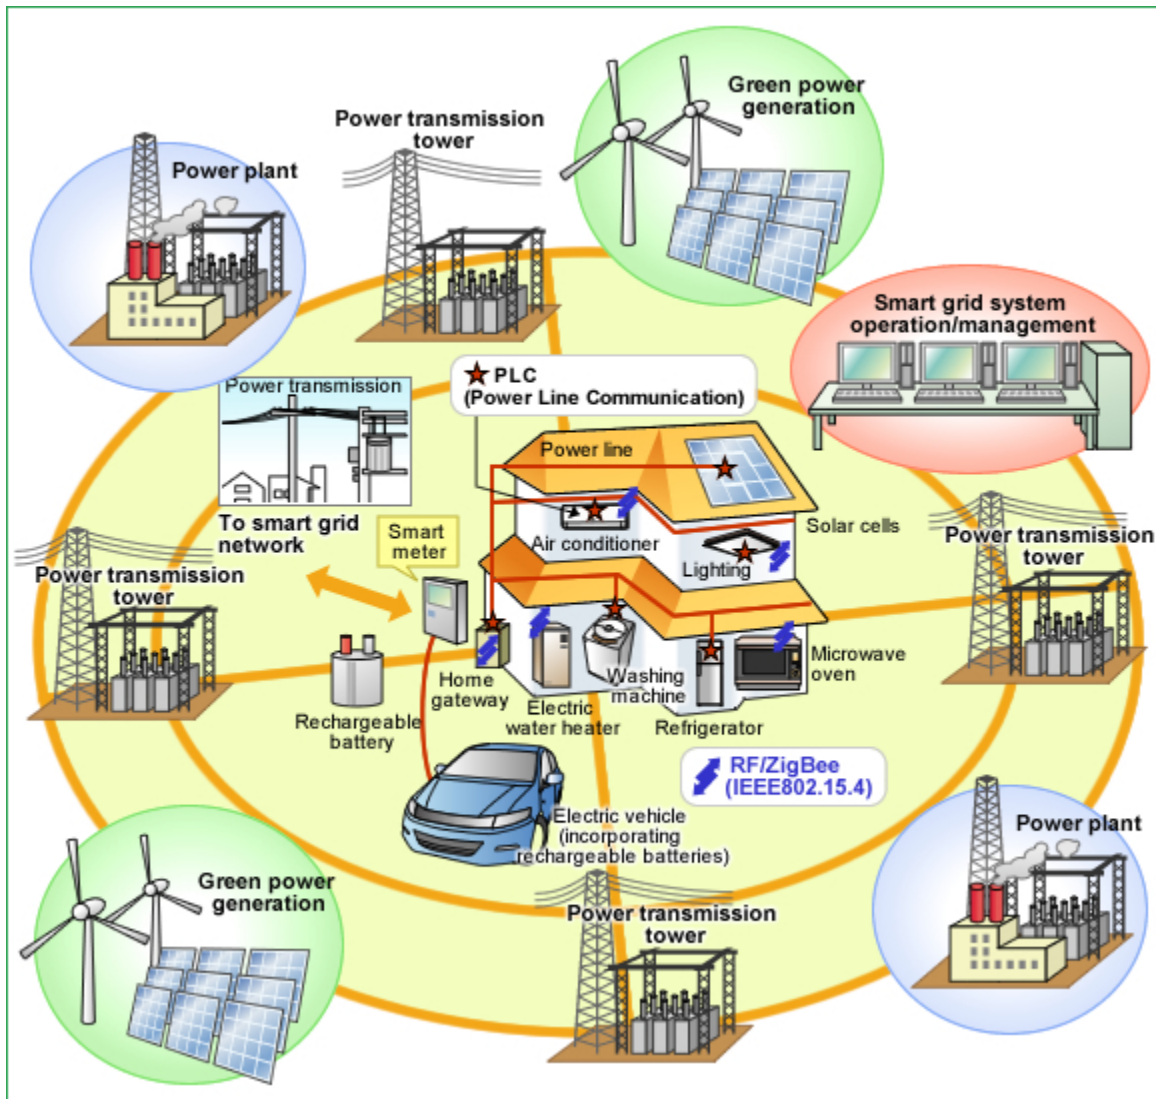 Green power
generation
Power transmission
tower
Power plant
Smart grid system
operation/management
PLC
(Power Line Communication)
Power transmission
Power line
To smart grid
network
Smart
meter
Solar cells
Air conditioner
Lighting
Power transmission
tower
Power transmission
tower
Microwave
oven
Washing
machine
Home
gateway
Electric
water heater
Refrigerator
Rechargeable
battery
RF/ZigBee
(IEEE802.15.4)
Electric vehicle
(incorporating
rechargeable batteries)
Power plant
Green power
generation
Power transmission
tower